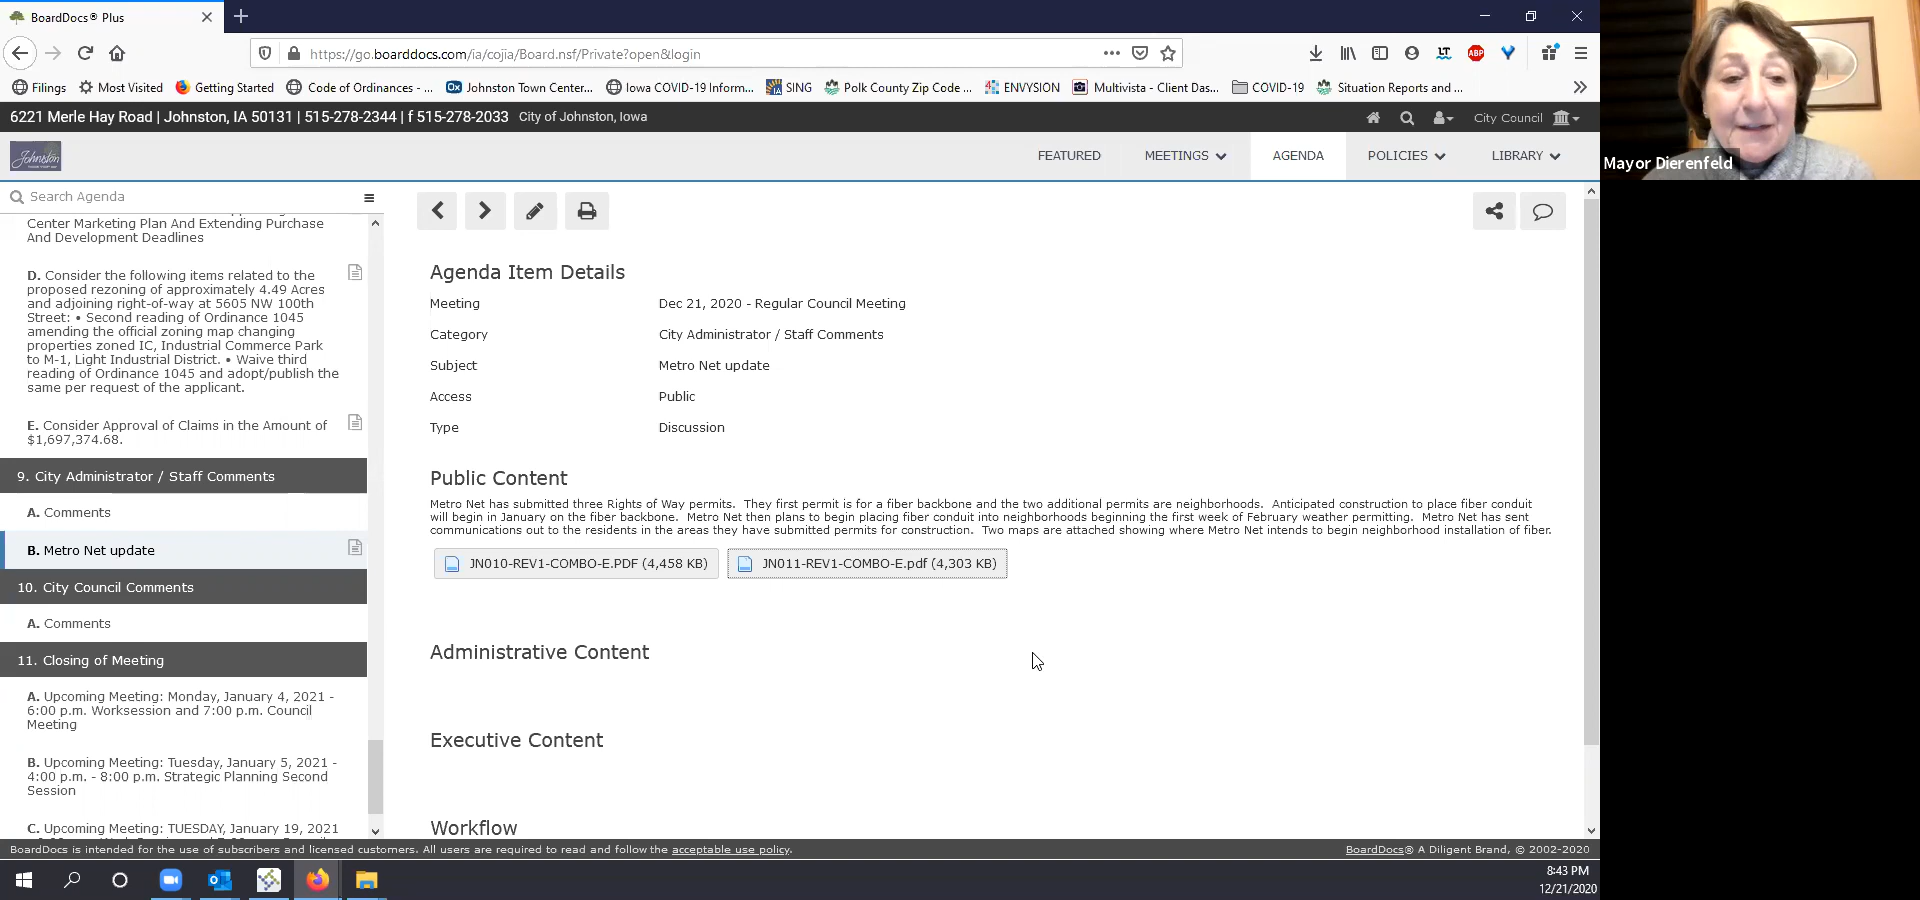 BoardDocs® Plus
https://go.boarddocs.com/ia/cojia/Board.nsf/Private?open&login
Filings
Most Visited
Getting Started
Code of Ordinances - ...
Johnston Town Center...
Iowa COVID-19 Inform...
SING
Polk County Zip Code ...
ENVYSION
Multivista - Client Das...
COVID-19
Situation Reports and ...
6221 Merle Hay Road | Johnston, IA 50131 | 515-278-2344 | f 515-278-2033 City of Johnston, Iowa
City Council
Johnston
FEATURED
MEETINGS
AGENDA
POLICIES
LIBRARY
Mayor Dierenfeld
Search Agenda
Center Marketing Plan And Extending Purchase
And Development Deadlines
D. Consider the following items related to the
proposed rezoning of approximately 4.49 Acres
and adjoining right-of-way at 5605 NW 100th
Street: • Second reading of Ordinance 1045
amending the official zoning map changing
properties zoned IC, Industrial Commerce Park
to M-1, Light Industrial District. • Waive third
reading of Ordinance 1045 and adopt/publish the
same per request of the applicant.
E. Consider Approval of Claims in the Amount of
$1,697,374.68.
9. City Administrator / Staff Comments
A. Comments
B. Metro Net update
10. City Council Comments
A. Comments
11. Closing of Meeting
A. Upcoming Meeting: Monday, January 4, 2021 -
6:00 p.m. Worksession and 7:00 p.m. Council
Meeting
B. Upcoming Meeting: Tuesday, January 5, 2021 -
4:00 p.m. - 8:00 p.m. Strategic Planning Second
Session
C. Upcoming Meeting: TUESDAY, January 19, 2021
Agenda Item Details
Meeting Dec 21, 2020 - Regular Council Meeting
Category City Administrator / Staff Comments
Subject Metro Net update
Access Public
Type Discussion
Public Content
Metro Net has submitted three Rights of Way permits. They first permit is for a fiber backbone and the two additional permits are neighborhoods. Anticipated construction to place fiber conduit
will begin in January on the fiber backbone. Metro Net then plans to begin placing fiber conduit into neighborhoods beginning the first week of February weather permitting. Metro Net has sent
communications out to the residents in the areas they have submitted permits for construction. Two maps are attached showing where Metro Net intends to begin neighborhood installation of fiber.
JN010-REV1-COMBO-E.PDF (4,458 KB)
JN011-REV1-COMBO-E.pdf (4,303 KB)
Administrative Content
Executive Content
Workflow
BoardDocs is intended for the use of subscribers and licensed customers. All users are required to read and follow the acceptable use policy.
BoardDocs® A Diligent Brand, © 2002-2020
8:43 PM
12/21/2020